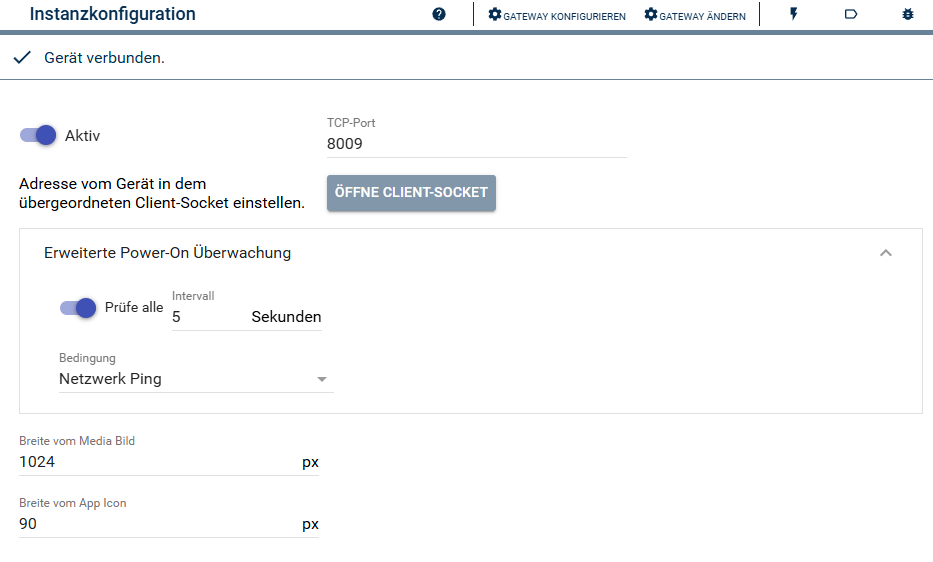 Instanzkonfiguration
GATEWAY KONFIGURIEREN
GATEWAY ÄNDERN
Gerät verbunden.
Aktiv
TCP-Port
8009
Adresse vom Gerät in dem
übergeordneten Client-Socket einstellen.
ÖFFNE CLIENT-SOCKET
Erweiterte Power-On Überwachung
Prüfe alle
Intervall
5 Sekunden
Bedingung
Netzwerk Ping
Breite vom Media Bild
1024 px
Breite vom App Icon
90 px